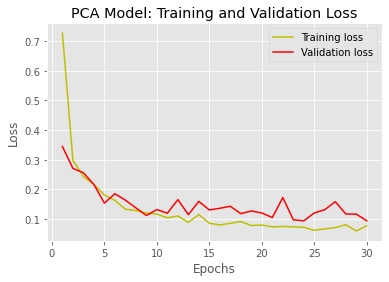 PCA Model: Training and Validation Loss
Training loss
Validation loss
Loss
0.7
0.6
0.5
0.4
0.3
0.2
0.1
0 5 10 15 20 25 30
Epochs